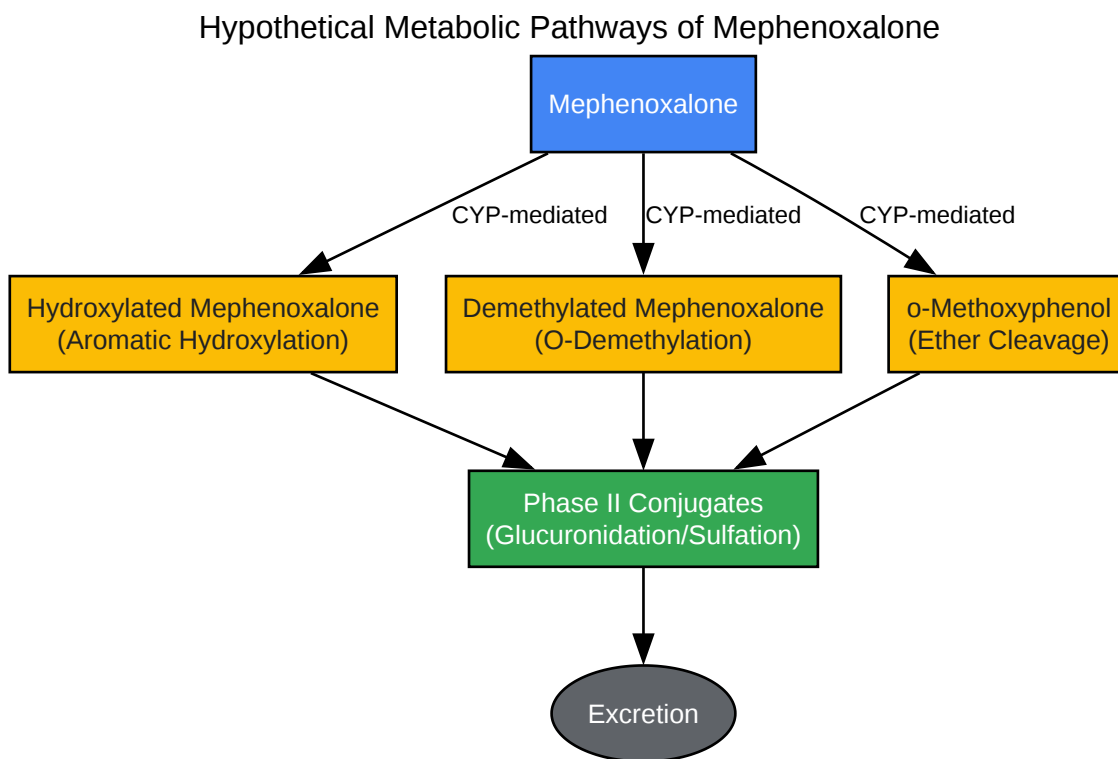 Hypothetical Metabolic Pathways of Mephenoxalone
Mephenoxalone
CYP-mediated
CYP-mediated
CYP-mediated
Hydroxylated Mephenoxalone
(Aromatic Hydroxylation)
Demethylated Mephenoxalone
(O-Demethylation)
o-Methoxyphenol
(Ether Cleavage)
Phase II Conjugates
(Glucuronidation/Sulfation)
Excretion